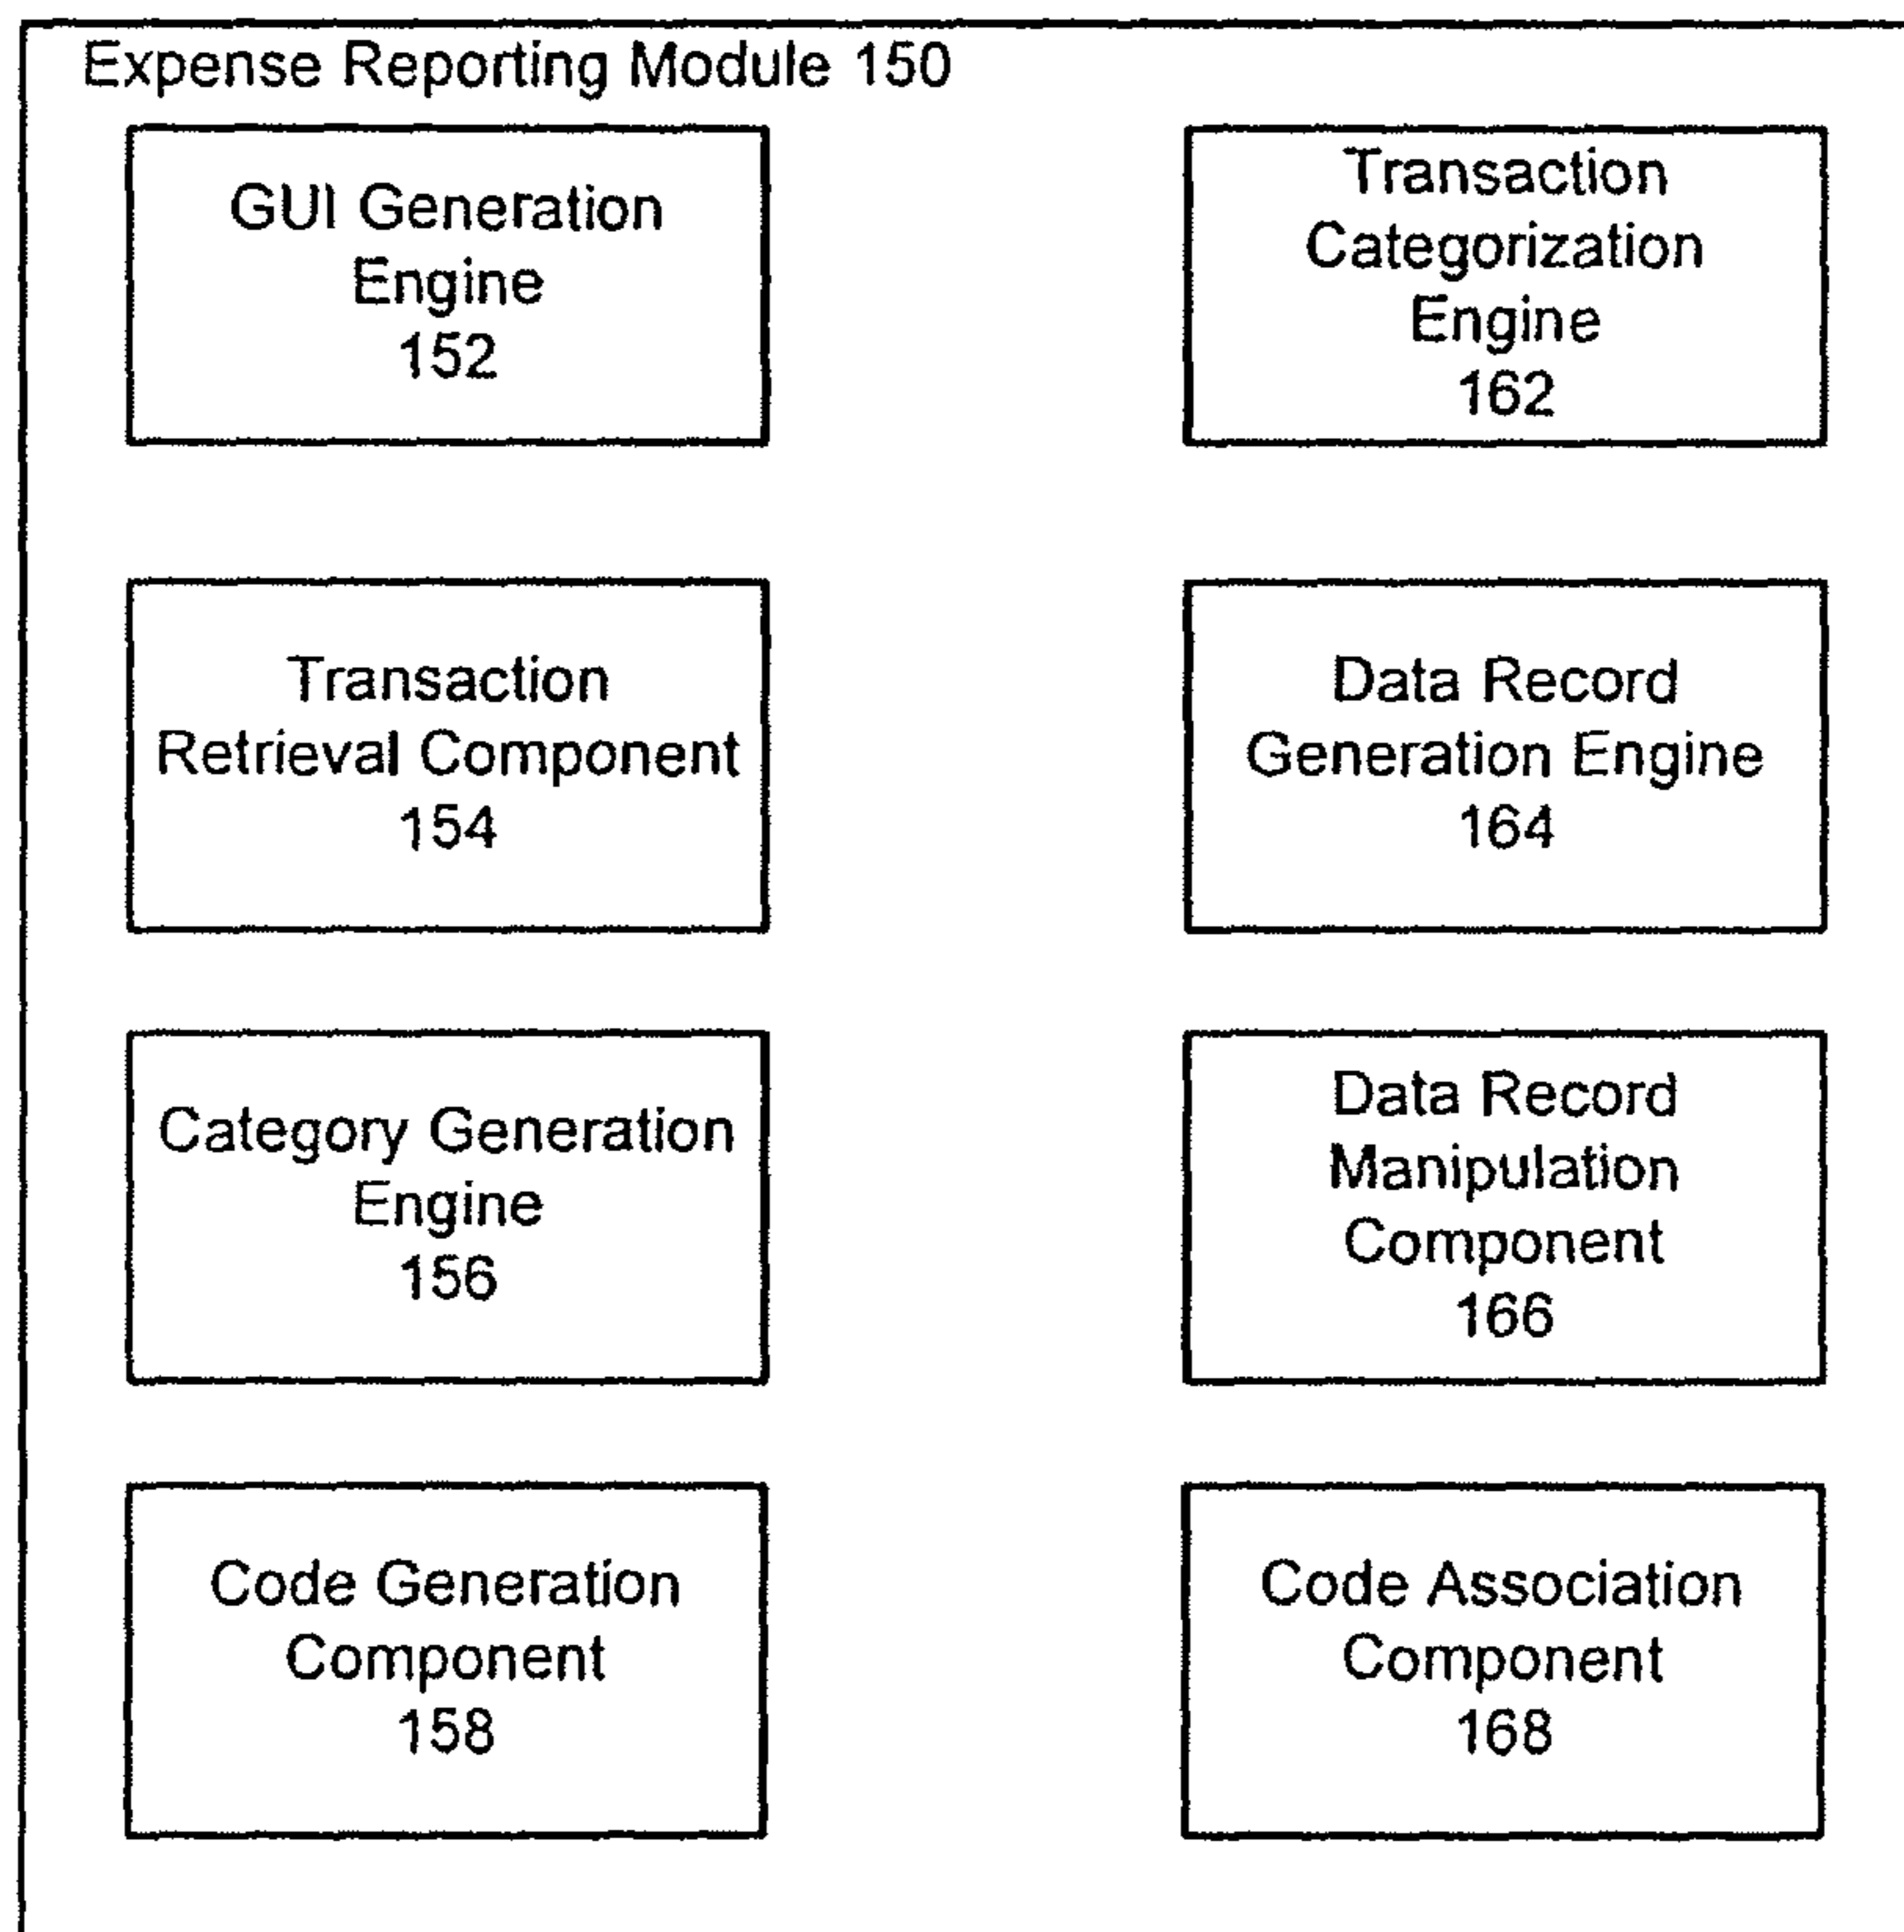 Expense Reporting Module 150
GUI Generation
Engine
152
Transaction
Categorization
Engine
162
Transaction
Retrieval Component
154
Data Record
Generation Engine
164
Category Generation
Engine
156
Data Record
Manipulation
Component
166
Code Generation
Component
158
Code Association
Component
168